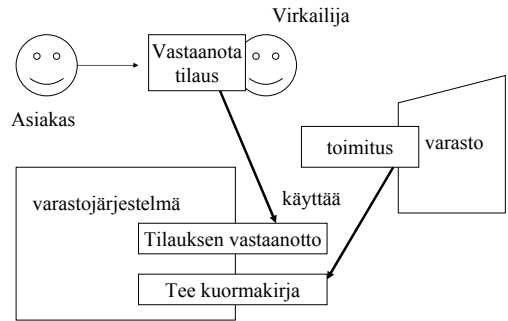 Virkailija
Vastaanota
tilaus
Asiakas
toimitus
varasto
varastojärjestelmä
käyttää
Tilauksen vastaanotto
Tee kuormakirja